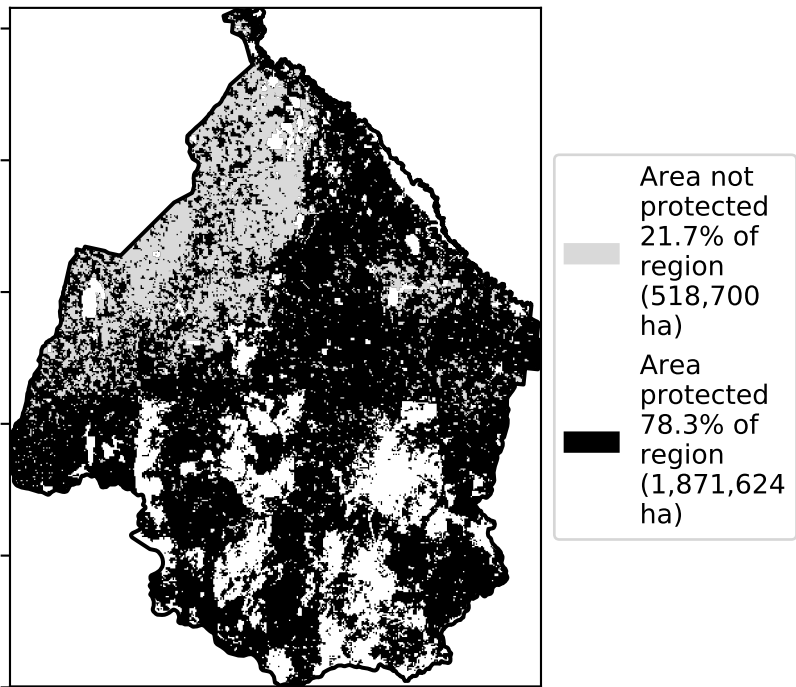 Area not
protected
21.7% of
region
(518,700
ha)
Area
protected
78.3% of
region
(1,871,624
ha)